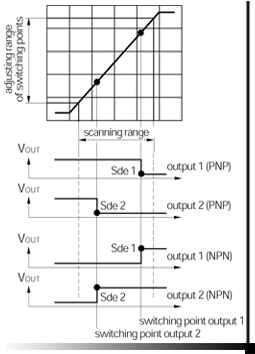 adjusting range
of switching points
scanning range
VOUT
Sde 1
output 1 (PNP)
VOUT
Sde 2
output 2 (PNP)
VOUT
Sde 1
output 1 (NPN)
VOUT
Sde 2
output 2 (NPN)
switching point output 1
switching point output 2